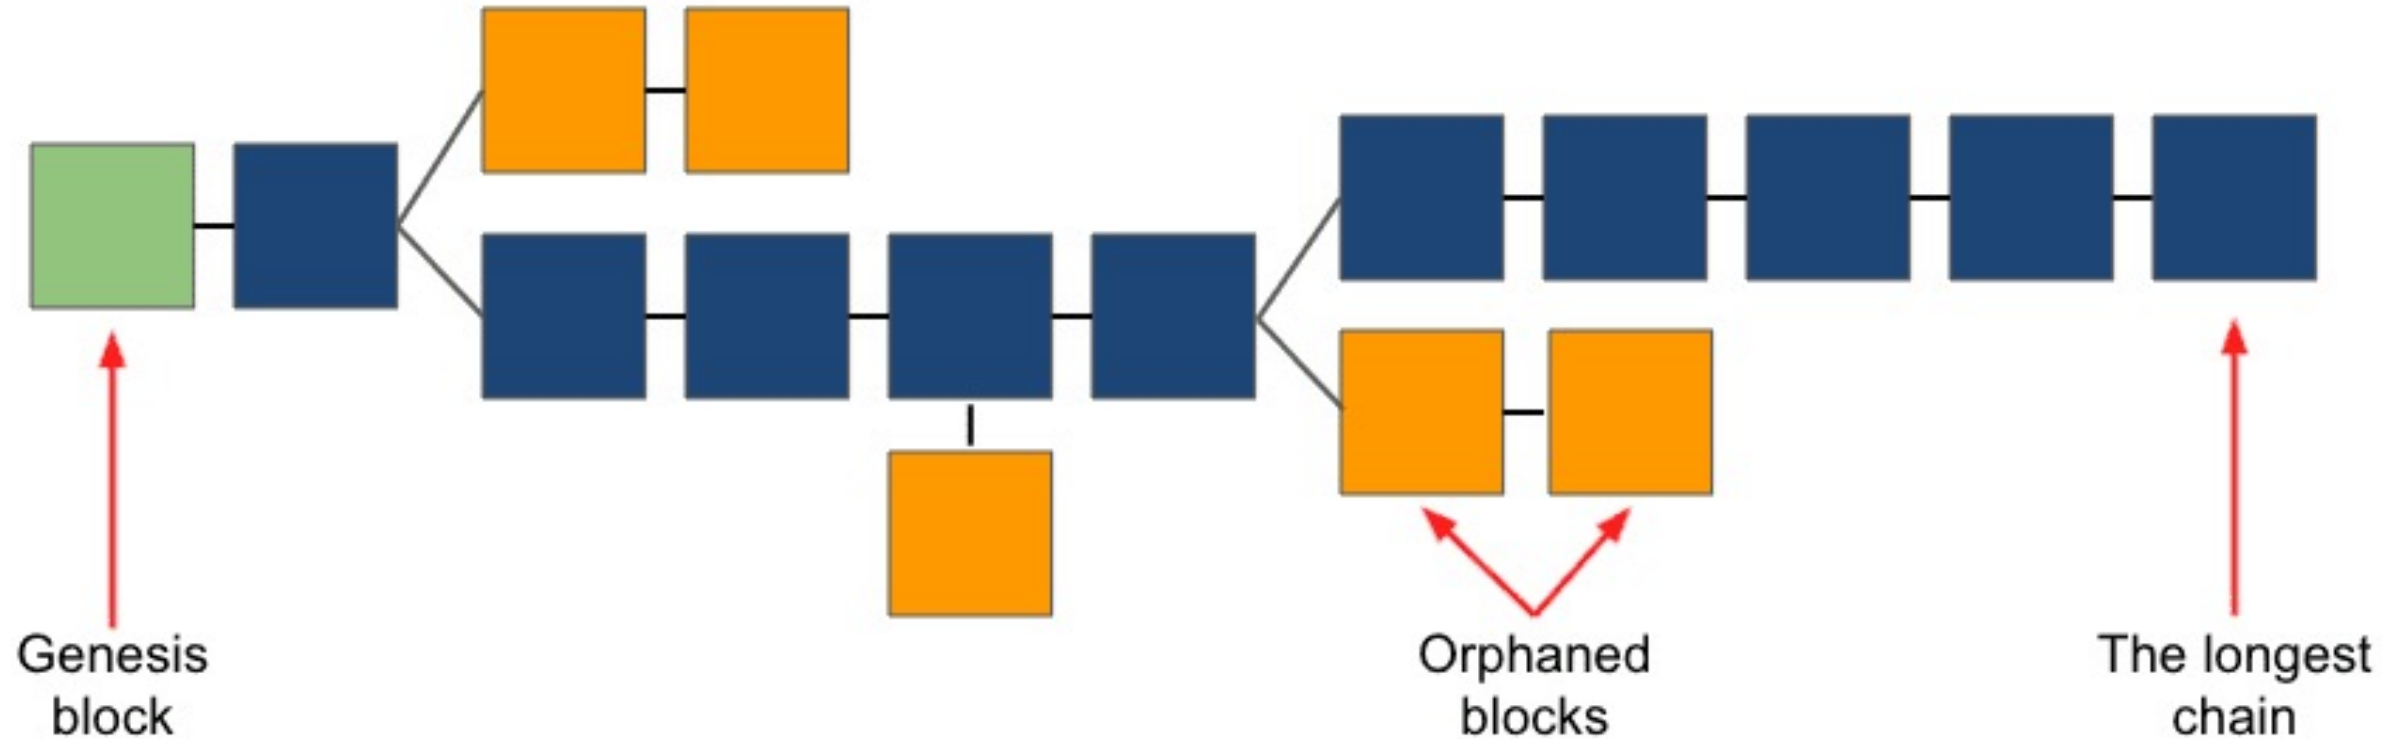 Genesis
block
Orphaned
blocks
The longest
chain